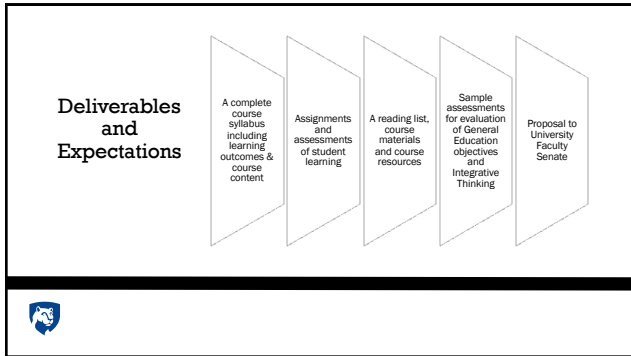 Deliverables
and
Expectations
A complete
course
syllabus
including
learning
outcomes &
course
content
Assignments
and
assessments
of student
learning
A reading list,
course
materials
and course
resources
Sample
assessments
for evaluation
of General
Education
objectives
and
Integrative
Thinking
Proposal to
University
Faculty
Senate